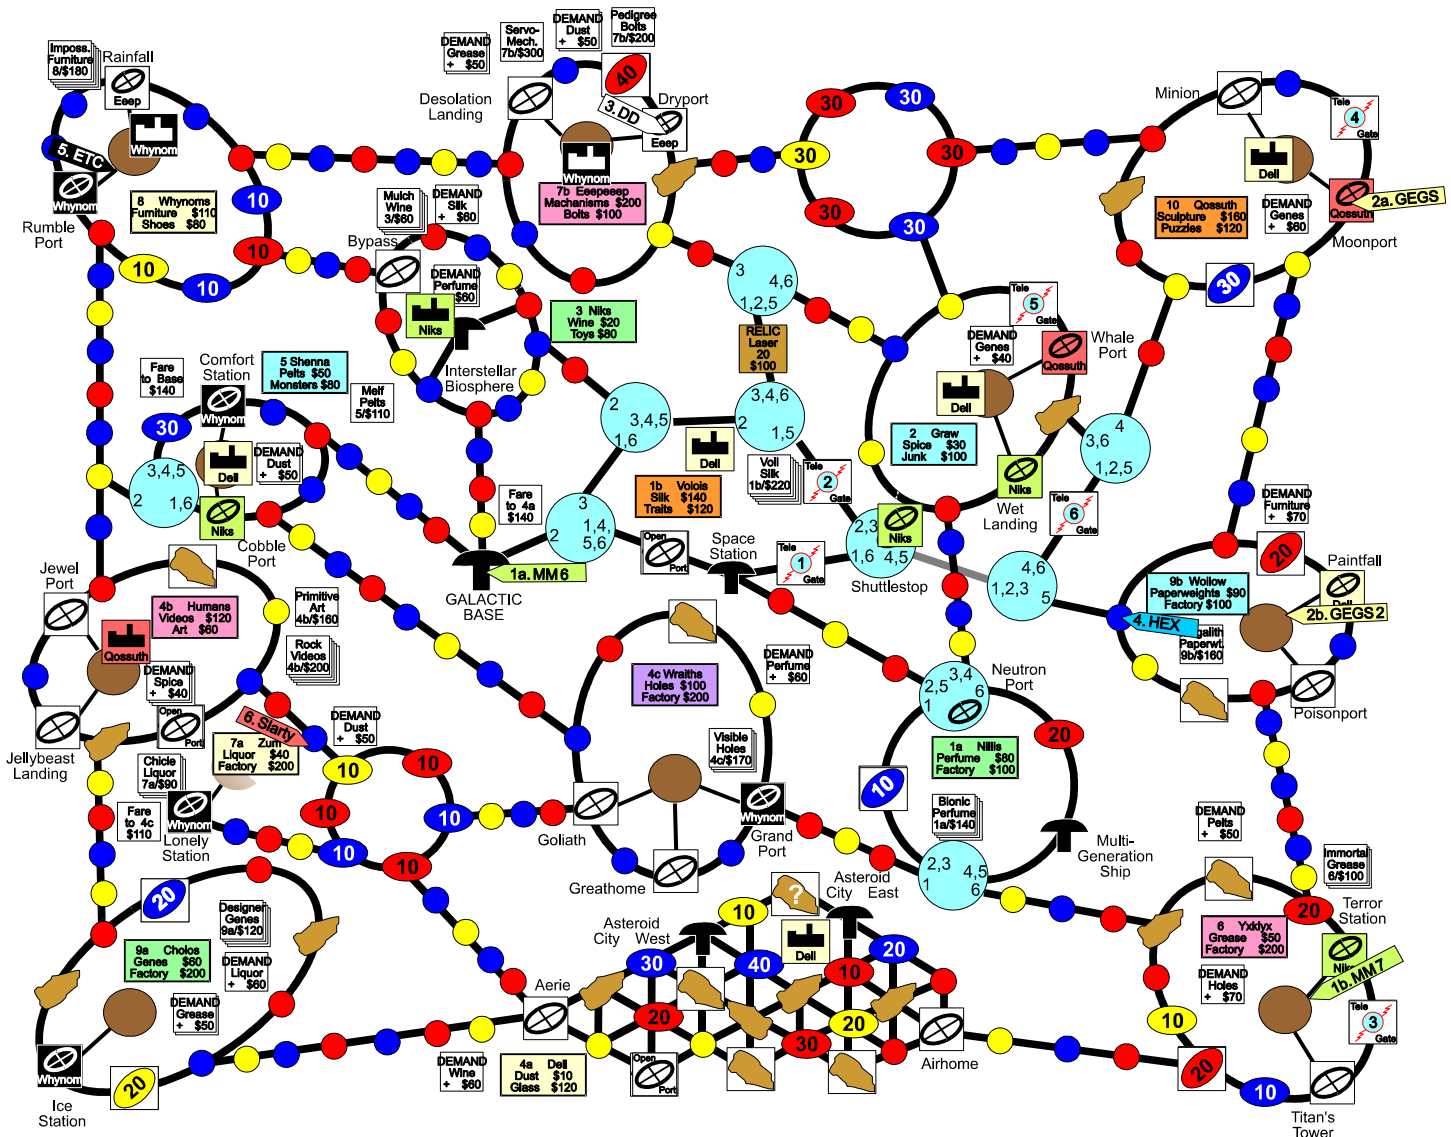 Imposs.
Furniture
8/$180
Rainfall
Eeep
Whynom
5. ETC
Whynom
Rumble
Port
8 Whynoms
Furniture $110
Shoes $80
10
10
10
10
DEMAND
Grease
+ $50
Servo-
Mech.
7b/$300
DEMAND
Dust
+ $50
Pedigree
Bolts
7b/$200
40
Desolation
Landing
3. DD
Dryport
Eeep
Whynom
7b Eeepeeep
Machanisms $200
Bolts $100
30
30
30
30
30
30
Minion
Tele
4
Gate
Dell
Qossuth
2a. GEGS
Moonport
10 Qossuth
Sculpture $160
Puzzles $120
DEMAND
Genes
+ $60
30
Mulch
Wine
3/$60
DEMAND
Silk
+ $60
Bypass
DEMAND
Perfume
$60
Niks
Interstellar
Biosphere
3 Niks
Wine $20
Toys $80
3
4,6
1,2,5
RELIC
Laser
20
$100
Tele
5
Gate
DEMAND
Genes
+ $40
Whale
Port
Qossuth
Dell
2 Graw
Spice $30
Junk $100
Niks
Wet
Landing
4
3,6
1,2,5
Fare
to Base
$140
Comfort
Station
Whynom
5 Shenna
Pelts $50
Monsters $80
Melf
Pelts
5/$110
30
Dell
DEMAND
Dust
+ $50
3,4,5
2
1,6
Niks
Cobble
Port
2
3,4,5
1,6
Dell
3,4,6
2
1,5
1b Volois
Silk $140
Traits $120
Voli
Silk
1b/$220
Tele
2
Gate
Fare
to 4a
$140
3
2
1,4,
5,6
Open
Port
Space
Station
Tele
1
Gate
2,3
1,6
4,5
Niks
Shuttlestop
Tele
6
Gate
4,6
1,2,3
5
1a. MM 6
GALACTIC
BASE
DEMAND
Furniture
+ $70
20
Paintfall
Dell
9b Wollow
Paperweights $90
Factory $100
2b. GEGS 2
4. HEX
Paperwt.
9b/$160
Poisonport
Jewel
Port
4b Humans
Videos $120
Art $60
Primitive
Art
4b/$160
Qossuth
DEMAND
Spice
+ $40
Rock
Videos
4b/$200
Open
Port
Jellybeast
Landing
6. Slarty
DEMAND
Dust
+ $50
7a Zum
Liquor $40
Factory $200
Chicle
Liquor
7a/$90
Fare
to 4c
$110
Whynom
Lonely
Station
10
10
10
10
10
10
4c Wraiths
Holes $100
Factory $200
DEMAND
Perfume
+ $60
Visible
Holes
4c/$170
Goliath
Greathome
Whynom
Grand
Port
Neutron
Port
3,4
2,5
6
1
20
1a Nillis
Perfume $80
Factory $100
10
Bionic
Perfume
1a/$140
2,3
4,5
1
6
Multi-
Generation
Ship
DEMAND
Pelts
+ $50
Immortal
Grease
6/$100
20
Terror
Station
6 Yxklyx
Grease $50
Factory $200
DEMAND
Holes
+ $70
1b. MM 7
10
Tele
3
Gate
20
10
Titan's
Tower
20
Designer
Genes
9a/$120
9a Cholos
Genes $60
Factory $200
DEMAND
Liquor
+ $60
DEMAND
Grease
+ $50
Whynom
Ice
Station
20
Asteroid
City
West
Asteroid
City
East
?
10
Dell
30
40
20
10
20
20
30
Aerie
Open
Port
Airhome
DEMAND
Wine
+ $60
4a Dell
Dust $10
Glass $120